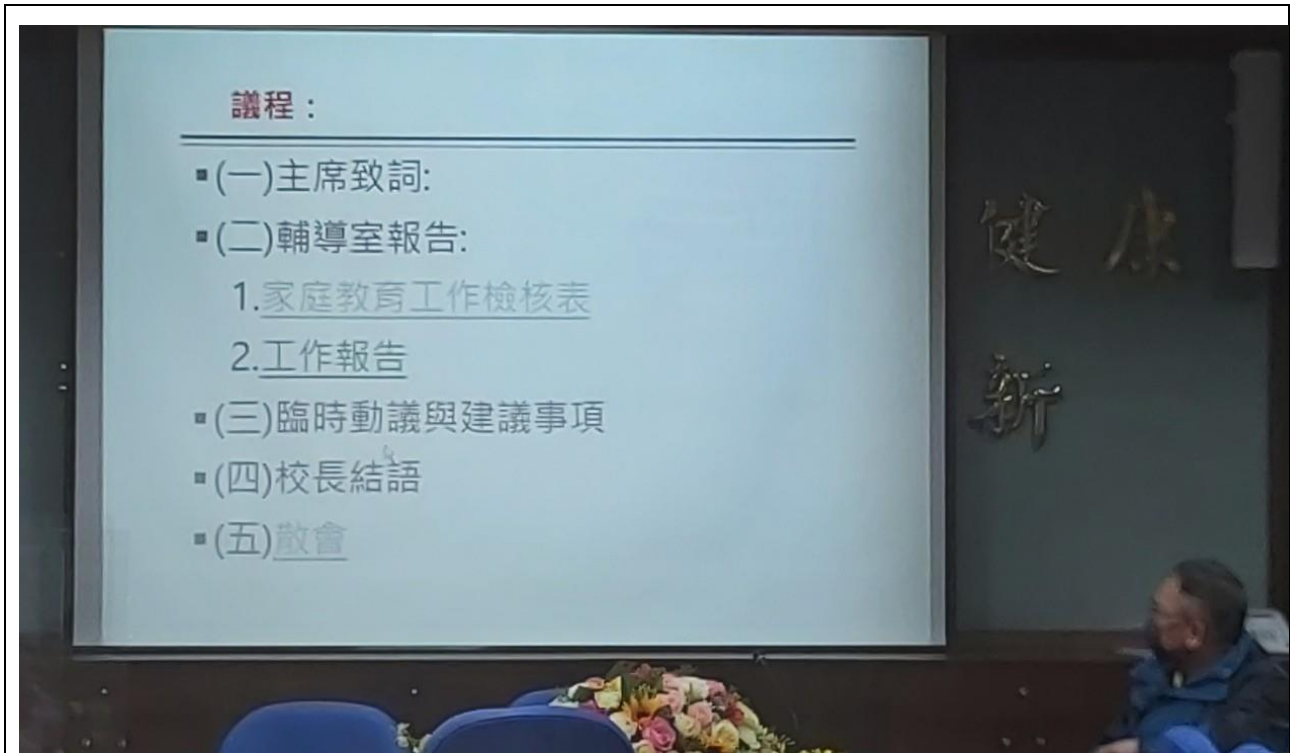 議程：
▪(一)主席致詞:
▪(二)輔導室報告:
1.家庭教育工作檢核表
2.工作報告
▪(三)臨時動議與建議事項
▪(四)校長結語
▪(五)散會
健康
新